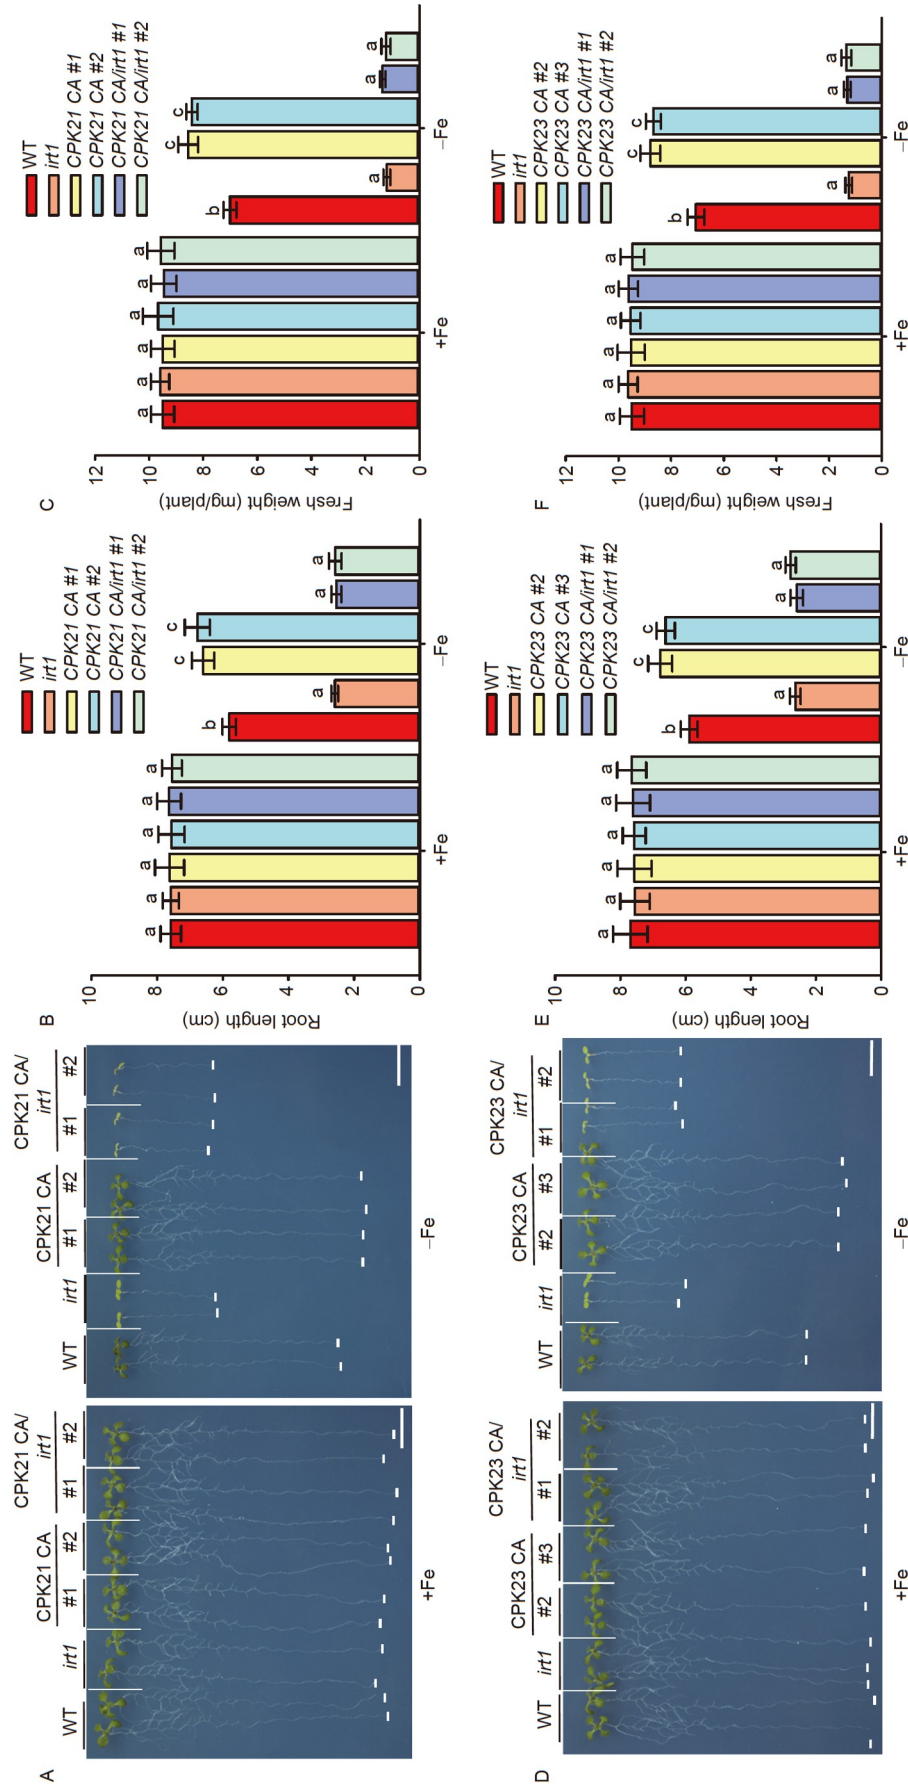 A
WT
irt1
CPK21 CA
#1
#2
CPK21 CA/
irt1
#1
#2
+Fe
WT
irt1
CPK21 CA
#1
#2
CPK21 CA/
irt1
#1
#2
−Fe
B
Root length (cm)
10
8
6
4
2
0
a
a
a
a
a
a
b
a
c
c
a
a
+Fe
−Fe
WT
irt1
CPK21 CA #1
CPK21 CA #2
CPK21 CA/irt1 #1
CPK21 CA/irt1 #2
C
Fresh weight (mg/plant)
12
10
8
6
4
2
0
a
a
a
a
a
a
b
a
c
c
a
a
+Fe
−Fe
WT
irt1
CPK21 CA #1
CPK21 CA #2
CPK21 CA/irt1 #1
CPK21 CA/irt1 #2
D
WT
irt1
CPK23 CA
#2
#3
CPK23 CA/
irt1
#1
#2
+Fe
WT
irt1
CPK23 CA
#2
#3
CPK23 CA/
irt1
#1
#2
−Fe
E
Root length (cm)
10
8
6
4
2
0
a
a
a
a
a
a
b
a
c
c
a
a
+Fe
−Fe
WT
irt1
CPK23 CA #2
CPK23 CA #3
CPK23 CA/irt1 #1
CPK23 CA/irt1 #2
F
Fresh weight (mg/plant)
12
10
8
6
4
2
0
a
a
a
a
a
a
b
a
c
c
a
a
+Fe
−Fe
WT
irt1
CPK23 CA #2
CPK23 CA #3
CPK23 CA/irt1 #1
CPK23 CA/irt1 #2